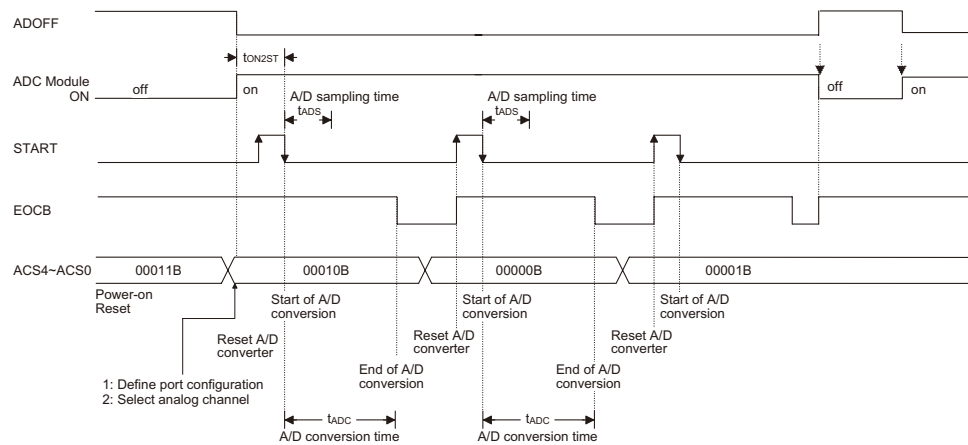 ADOFF
tON2ST
ADC Module
ON
off
on
off
on
A/D sampling time
tADS
A/D sampling time
tADS
START
EOCB
ACS4~ACS0
00011B
00010B
00000B
00001B
Power-on
Reset
Start of A/D
conversion
Start of A/D
conversion
Start of A/D
conversion
Reset A/D
converter
Reset A/D
converter
Reset A/D
converter
End of A/D
conversion
End of A/D
conversion
1: Define port configuration
2: Select analog channel
tADC
A/D conversion time
tADC
A/D conversion time